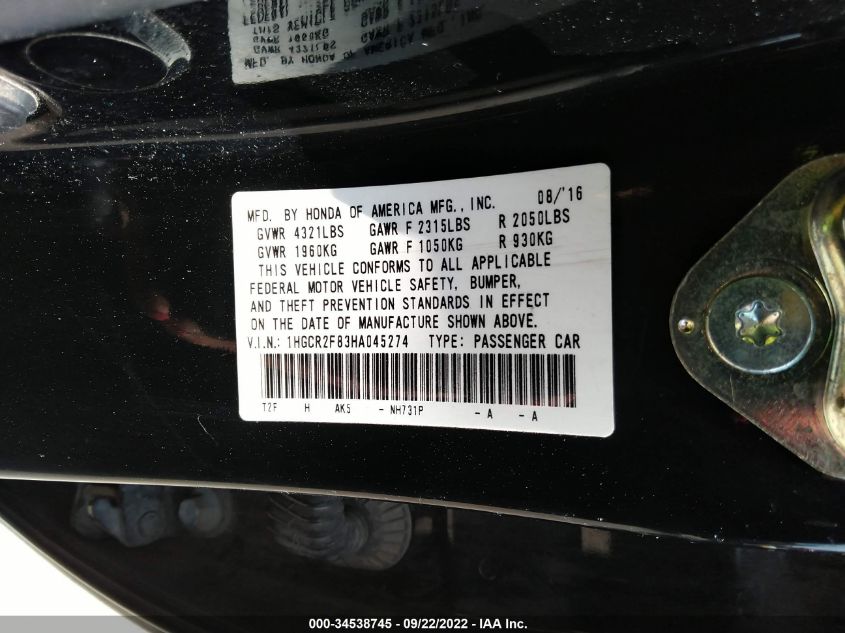 MFD. BY HONDA OF AMERICA MFG., INC. 08/'16
GVWR 4321LBS GAWR F 2315LBS R 2050LBS
GVWR 1960KG GAWR F 1050KG R 930KG
THIS VEHICLE CONFORMS TO ALL APPLICABLE
FEDERAL MOTOR VEHICLE SAFETY, BUMPER,
AND THEFT PREVENTION STANDARDS IN EFFECT
ON THE DATE OF MANUFACTURE SHOWN ABOVE.
V.I.N.: 1HGCR2F83HA045274 TYPE: PASSENGER CAR
T2F H AK5 - NH731P - A - A
000-34538745 - 09/22/2022 - IAA Inc.